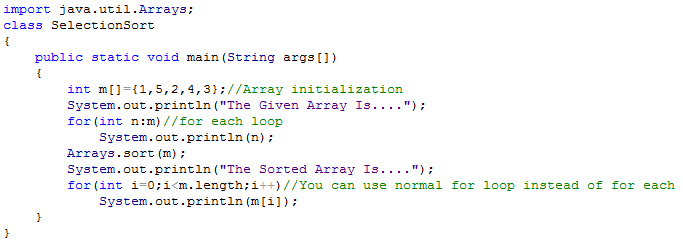 import java.util.Arrays;
class SelectionSort
{
    public static void main(String args[])
    {
        int m[]={1,5,2,4,3};//Array initialization
        System.out.println("The Given Array Is....");
        for(int n:m)//for each loop
            System.out.println(n);
        Arrays.sort(m);
        System.out.println("The Sorted Array Is....");
        for(int i=0;i<m.length;i++)//You can use normal for loop instead of for each
            System.out.println(m[i]);
    }
}